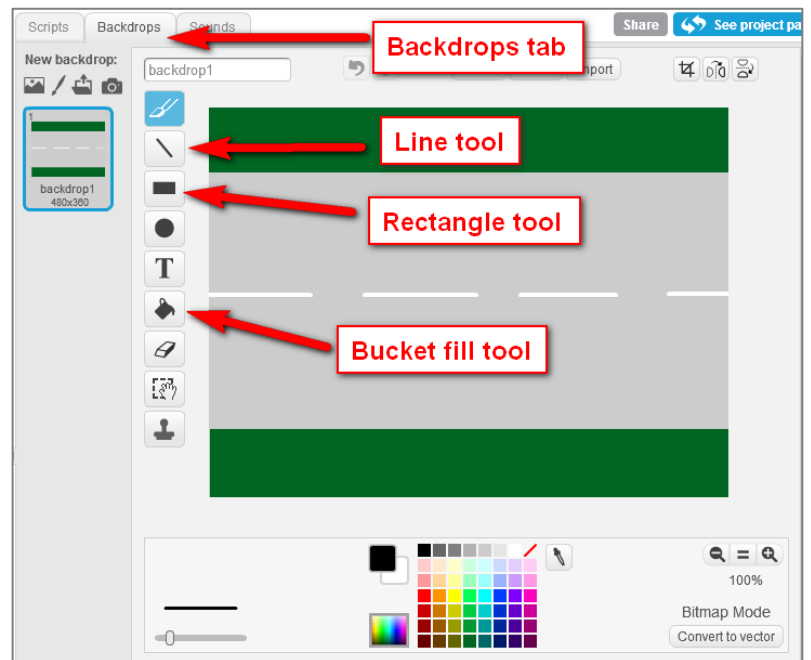 Scripts
Backdrops
Sounds
Share
See project pa
Backdrops tab
New backdrop:
backdrop1
port
1
Line tool
backdrop1
480x360
Rectangle tool
T
Bucket fill tool
100%
Bitmap Mode
Convert to vector